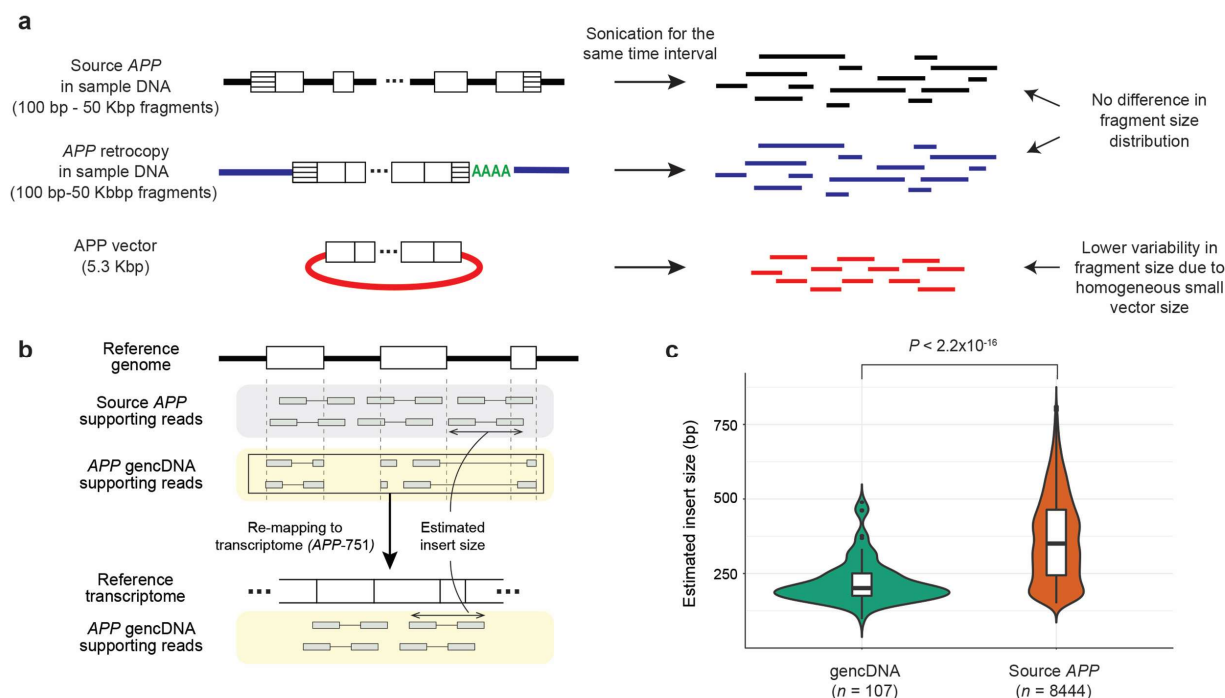 a
Source APP
in sample DNA
(100 bp - 50 Kbp fragments)
Sonication for the
same time interval
No difference in
fragment size
distribution
APP retrocopy
in sample DNA
(100 bp-50 Kbbp fragments)
AAAA
APP vector
(5.3 Kbp)
Lower variability in
fragment size due to
homogeneous small
vector size
b
Reference
genome
Source APP
supporting reads
APP gencDNA
supporting reads
Re-mapping to
transcriptome (APP-751)
Estimated
insert size
Reference
transcriptome
APP gencDNA
supporting reads
c
P < 2.2x10⁻¹⁶
Estimated insert size (bp)
750
500
250
gencDNA
(n = 107)
Source APP
(n = 8444)